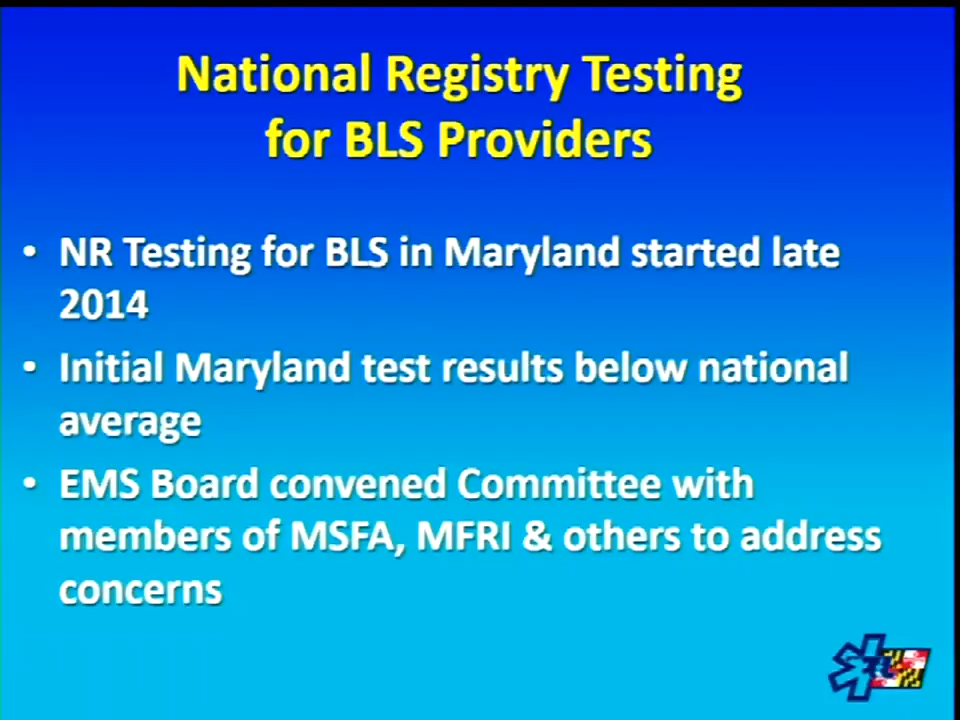 National Registry Testing
for BLS Providers
• NR Testing for BLS in Maryland started late
2014
• Initial Maryland test results below national
average
• EMS Board convened Committee with
members of MSFA, MFRI & others to address
concerns